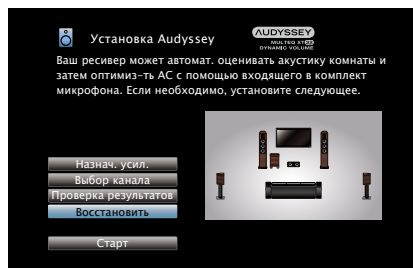 Установка Audyssey
AUDYSSEY
MULTEQ XT32
DYNAMIC VOLUME
Ваш ресивер может автомат. оценивать акустику комнаты и
затем оптимиз-ть АС с помощью входящего в комплект
микрофона. Если необходимо, установите следующее.
Назнач. усил.
Выбор канала
Проверка результатов
Восстановить
Старт